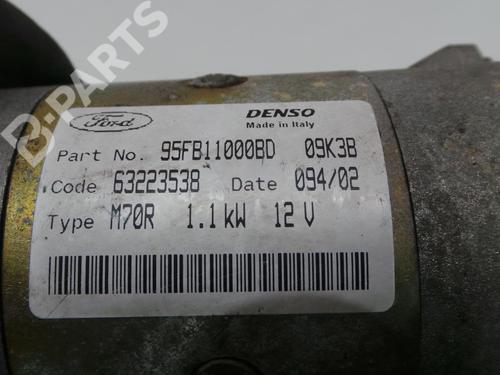 B-PARTS
Ford
DENSO
Made in Italy
Part No. 95FB11000BD 09K3B
Code 63223538 Date 094/02
Type M70R 1.1kW 12V